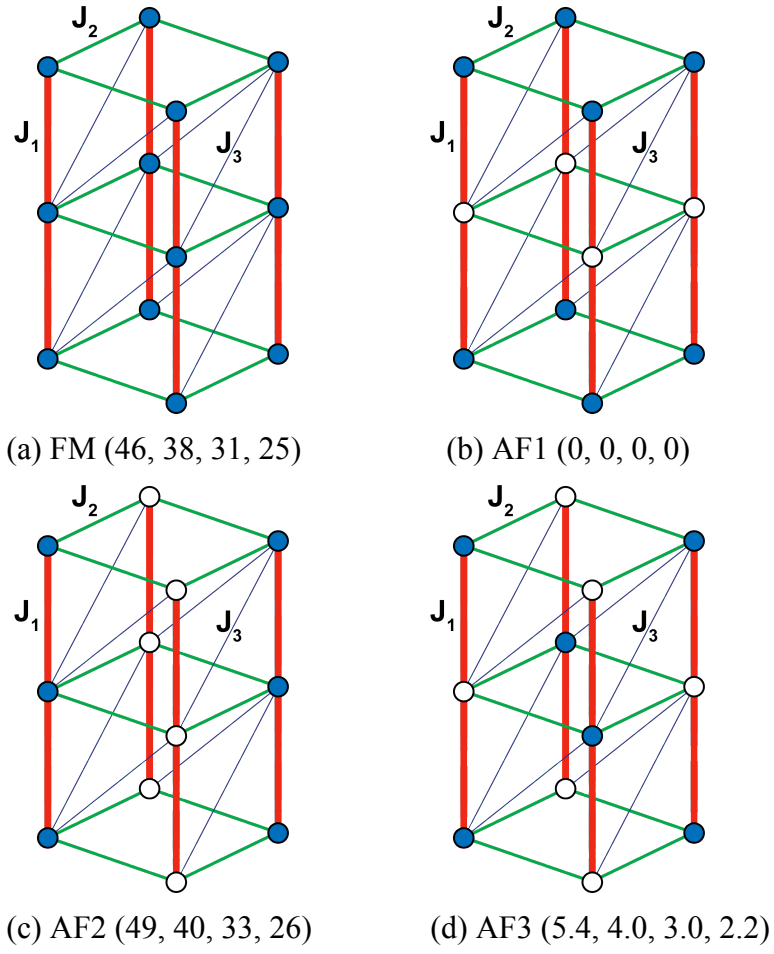 J₂ J₂
J₁ J₃ J₁ J₃
(a) FM (46, 38, 31, 25) (b) AF1 (0, 0, 0, 0)
J₂ J₂
J₁ J₃ J₁ J₃
(c) AF2 (49, 40, 33, 26) (d) AF3 (5.4, 4.0, 3.0, 2.2)